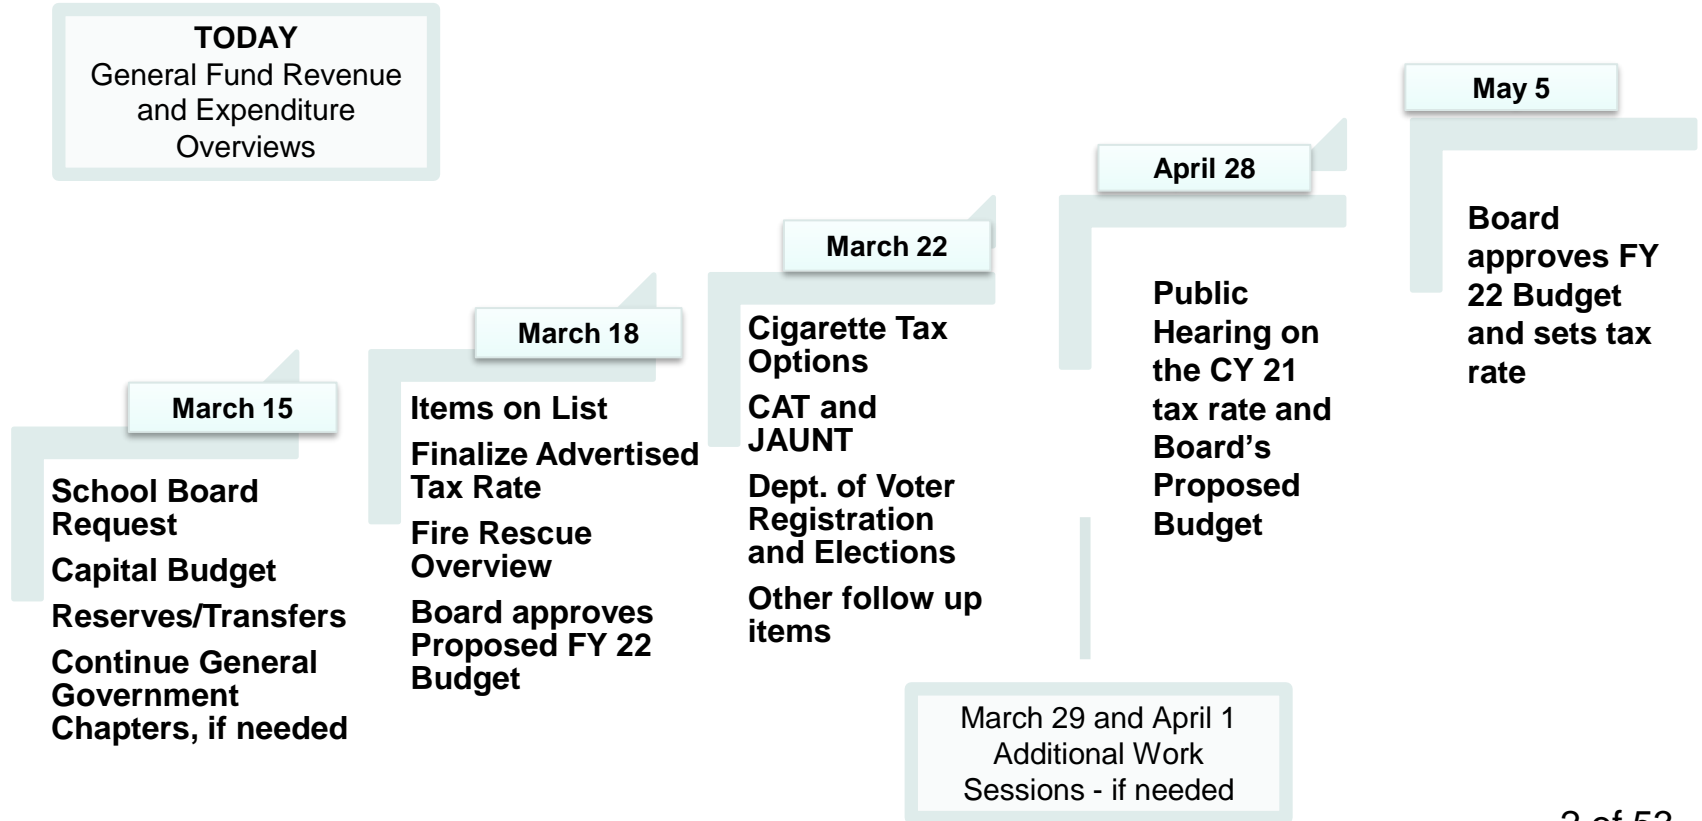 TODAY
General Fund Revenue
and Expenditure
Overviews
March 15
School Board
Request
Capital Budget
Reserves/Transfers
Continue General
Government
Chapters, if needed
March 18
Items on List
Finalize Advertised
Tax Rate
Fire Rescue
Overview
Board approves
Proposed FY 22
Budget
March 22
Cigarette Tax
Options
CAT and
JAUNT
Dept. of Voter
Registration
and Elections
Other follow up
items
March 29 and April 1
Additional Work
Sessions - if needed
April 28
Public
Hearing on
the CY 21
tax rate and
Board’s
Proposed
Budget
May 5
Board
approves FY
22 Budget
and sets tax
rate
of